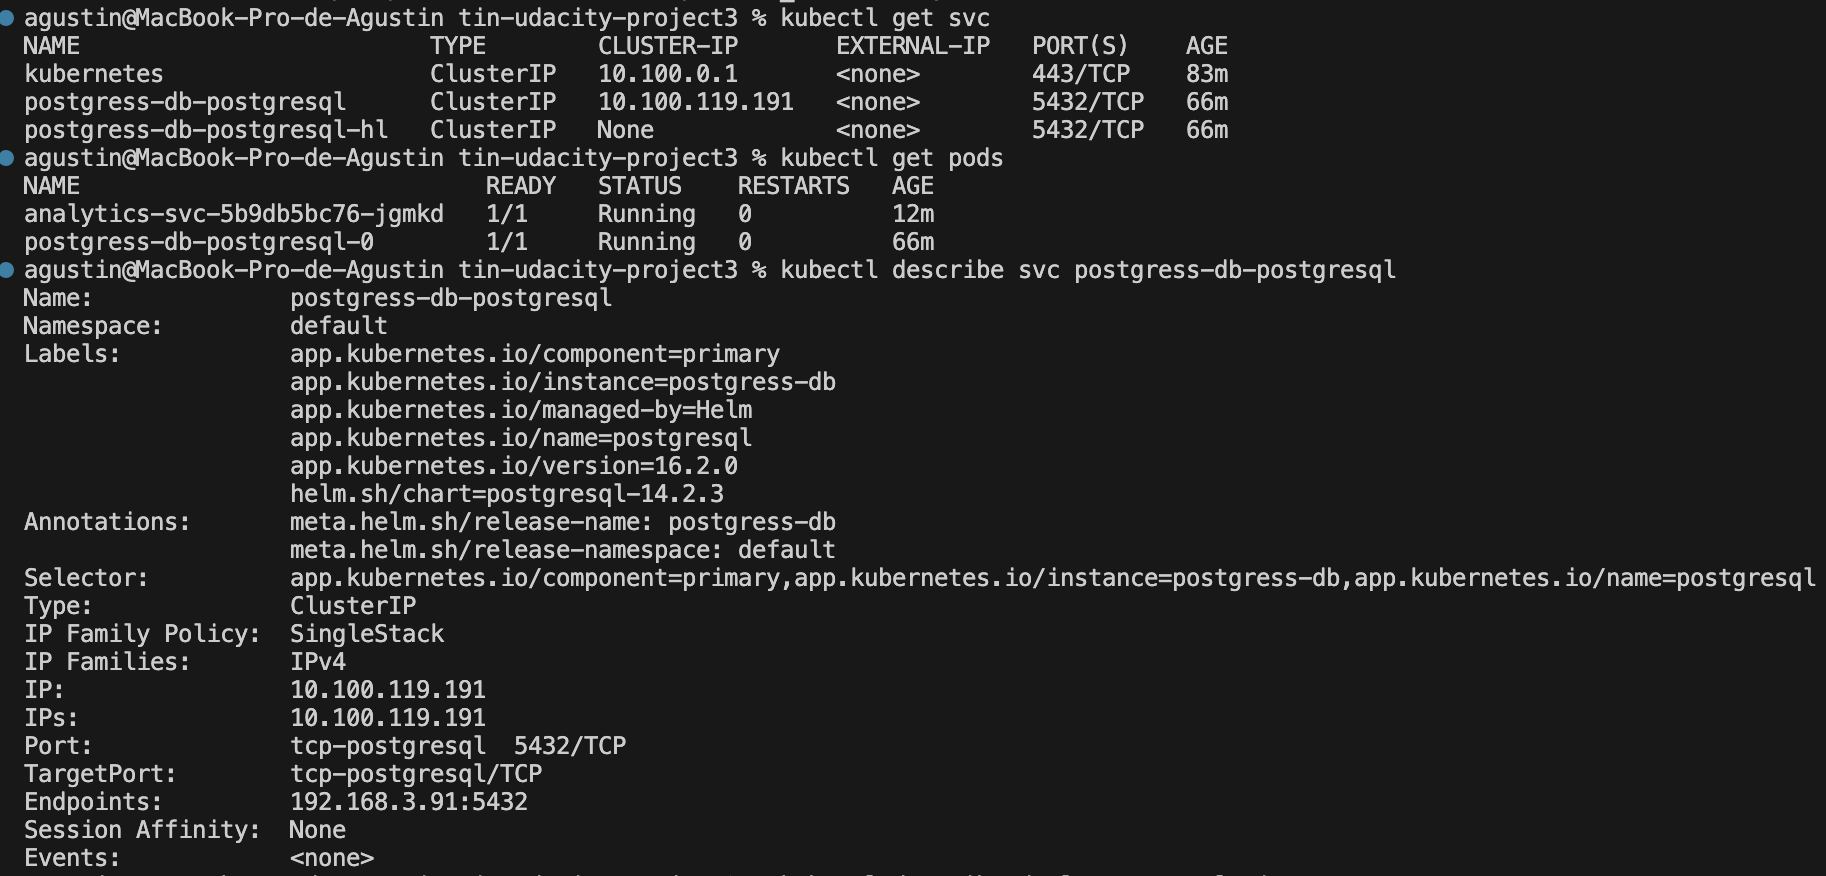 agustin@MacBook-Pro-de-Agustin tin-udacity-project3 % kubectl get svc
NAME                         TYPE        CLUSTER-IP       EXTERNAL-IP   PORT(S)    AGE
kubernetes                   ClusterIP   10.100.0.1       <none>        443/TCP    83m
postgress-db-postgresql      ClusterIP   10.100.119.191   <none>        5432/TCP   66m
postgress-db-postgresql-hl   ClusterIP   None             <none>        5432/TCP   66m
agustin@MacBook-Pro-de-Agustin tin-udacity-project3 % kubectl get pods
NAME                             READY   STATUS    RESTARTS   AGE
analytics-svc-5b9db5bc76-jgmkd   1/1     Running   0          12m
postgress-db-postgresql-0        1/1     Running   0          66m
agustin@MacBook-Pro-de-Agustin tin-udacity-project3 % kubectl describe svc postgress-db-postgresql
Name:              postgress-db-postgresql
Namespace:         default
Labels:            app.kubernetes.io/component=primary
                   app.kubernetes.io/instance=postgress-db
                   app.kubernetes.io/managed-by=Helm
                   app.kubernetes.io/name=postgresql
                   app.kubernetes.io/version=16.2.0
                   helm.sh/chart=postgresql-14.2.3
Annotations:       meta.helm.sh/release-name: postgress-db
                   meta.helm.sh/release-namespace: default
Selector:          app.kubernetes.io/component=primary,app.kubernetes.io/instance=postgress-db,app.kubernetes.io/name=postgresql
Type:              ClusterIP
IP Family Policy:  SingleStack
IP Families:       IPv4
IP:                10.100.119.191
IPs:               10.100.119.191
Port:              tcp-postgresql  5432/TCP
TargetPort:        tcp-postgresql/TCP
Endpoints:         192.168.3.91:5432
Session Affinity:  None
Events:            <none>